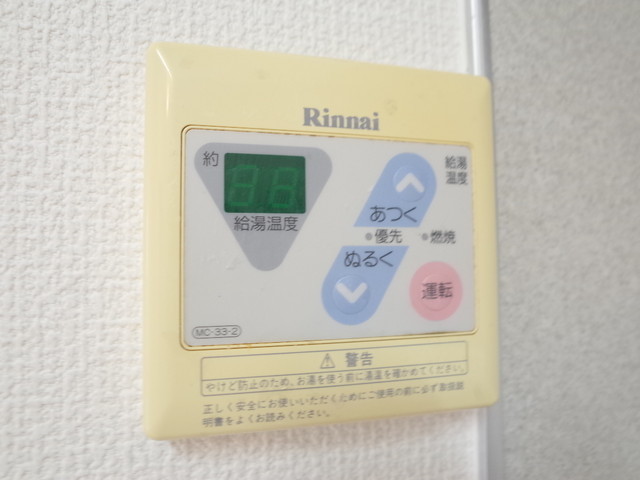 Rinnai
約
給湯
温度
給湯温度
あつく
優先
燃焼
ぬるく
運転
MC-33-2
⚠ 警告
やけど防止のため、お湯を使う前に湯温を確かめてください。
正しく安全にお使いいただくためにご使用の前に必ず取扱説
明書をよくお読みください。